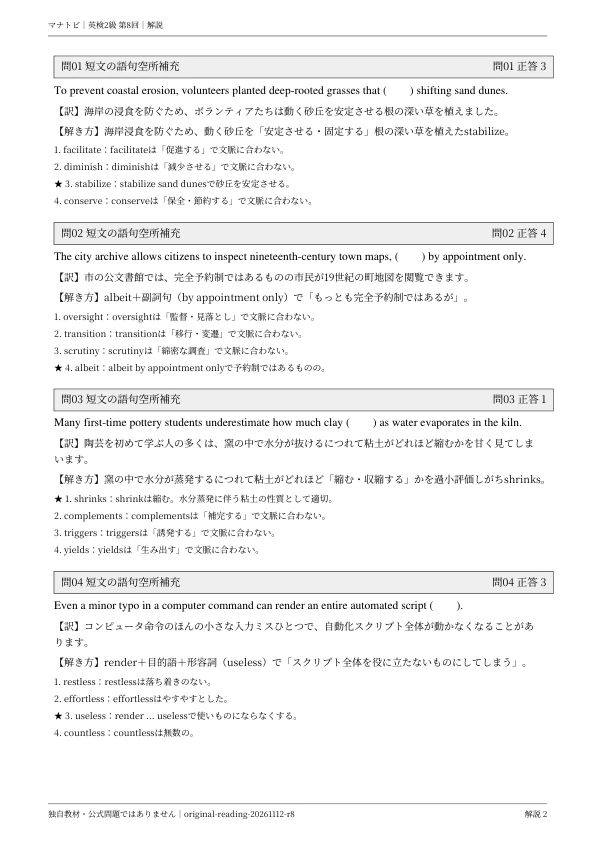 マナトビ｜英検2級 第8回｜解説
問01 短文の語句空所補充 問01 正答 3
To prevent coastal erosion, volunteers planted deep-rooted grasses that (　　) shifting sand dunes.
【訳】海岸の浸食を防ぐため、ボランティアたちは動く砂丘を安定させる根の深い草を植えました。
【解き方】海岸浸食を防ぐため、動く砂丘を「安定させる・固定する」根の深い草を植えたstabilize。
1. facilitate：facilitateは「促進する」で文脈に合わない。
2. diminish：diminishは「減少させる」で文脈に合わない。
★ 3. stabilize：stabilize sand dunesで砂丘を安定させる。
4. conserve：conserveは「保全・節約する」で文脈に合わない。
問02 短文の語句空所補充 問02 正答 4
The city archive allows citizens to inspect nineteenth-century town maps, (　　) by appointment only.
【訳】市の公文書館では、完全予約制ではあるものの市民が19世紀の町地図を閲覧できます。
【解き方】albeit＋副詞句（by appointment only）で「もっとも完全予約制ではあるが」。
1. oversight：oversightは「監督・見落とし」で文脈に合わない。
2. transition：transitionは「移行・変遷」で文脈に合わない。
3. scrutiny：scrutinyは「綿密な調査」で文脈に合わない。
★ 4. albeit：albeit by appointment onlyで予約制ではあるものの。
問03 短文の語句空所補充 問03 正答 1
Many first-time pottery students underestimate how much clay (　　) as water evaporates in the kiln.
【訳】陶芸を初めて学ぶ人の多くは、窯の中で水分が抜けるにつれて粘土がどれほど縮むかを甘く見てしま
います。
【解き方】窯の中で水分が蒸発するにつれて粘土がどれほど「縮む・収縮する」かを過小評価しがちshrinks。
★ 1. shrinks：shrinkは縮む。水分蒸発に伴う粘土の性質として適切。
2. complements：complementsは「補完する」で文脈に合わない。
3. triggers：triggersは「誘発する」で文脈に合わない。
4. yields：yieldsは「生み出す」で文脈に合わない。
問04 短文の語句空所補充 問04 正答 3
Even a minor typo in a computer command can render an entire automated script (　　).
【訳】コンピュータ命令のほんの小さな入力ミスひとつで、自動化スクリプト全体が動かなくなることがあ
ります。
【解き方】render＋目的語＋形容詞（useless）で「スクリプト全体を役に立たないものにしてしまう」。
1. restless：restlessは落ち着きのない。
2. effortless：effortlessはやすやすとした。
★ 3. useless：render ... uselessで使いものにならなくする。
4. countless：countlessは無数の。
独自教材・公式問題ではありません｜original-reading-20261112-r8 解説 2